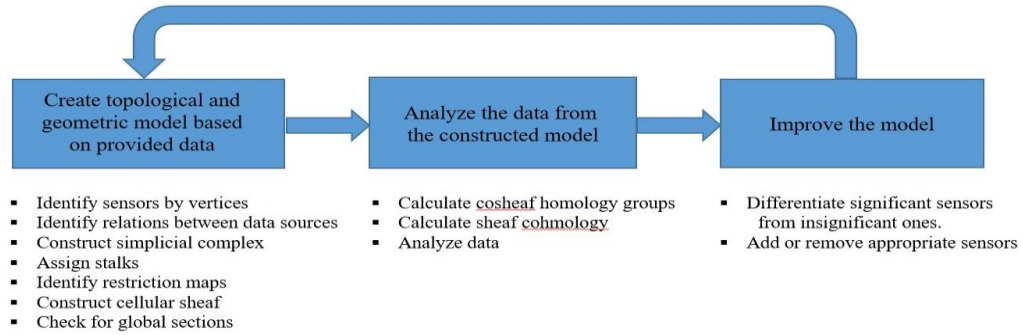 Create topological and
geometric model based
on provided data
Analyze the data from
the constructed model
Improve the model
▪ Identify sensors by vertices
▪ Identify relations between data sources
▪ Construct simplicial complex
▪ Assign stalks
▪ Identify restriction maps
▪ Construct cellular sheaf
▪ Check for global sections
▪ Calculate cosheaf homology groups
▪ Calculate sheaf cohmology
▪ Analyze data
▪ Differentiate significant sensors
from insignificant ones.
▪ Add or remove appropriate sensors